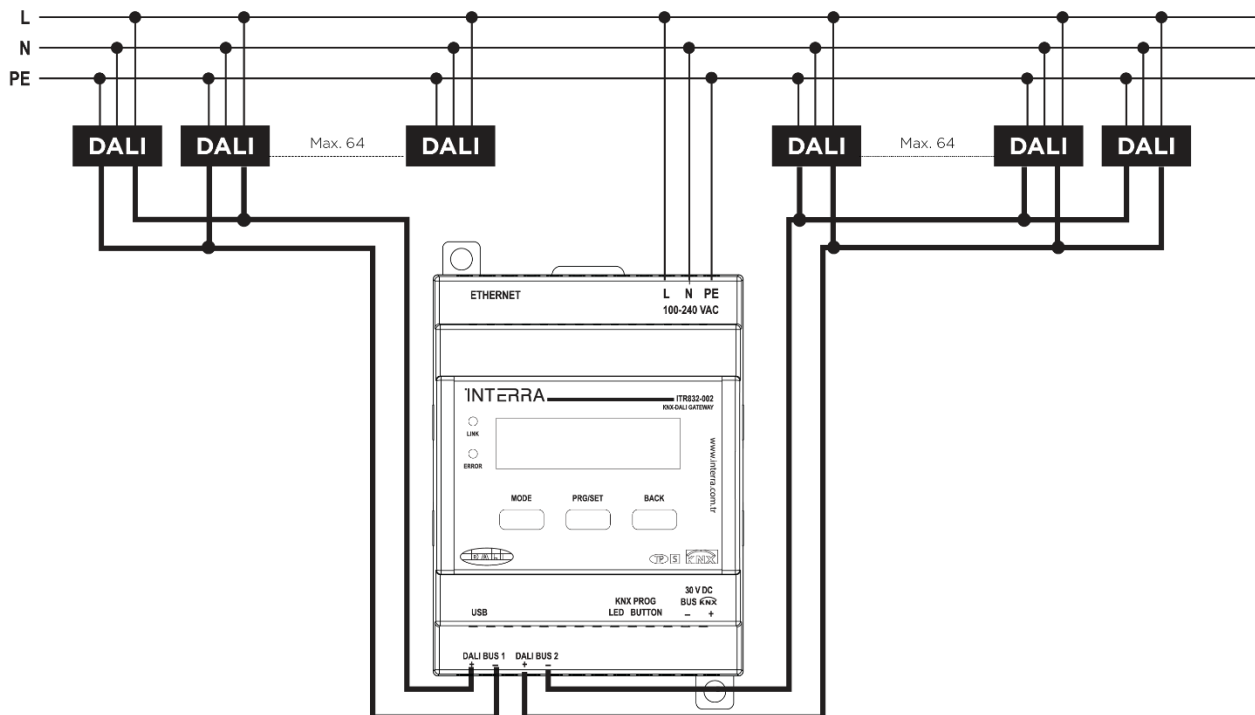 L
N
PE
DALI
DALI
Max. 64
DALI
DALI
Max. 64
DALI
DALI
ETHERNET
L N PE
100-240 VAC
INTERRA
ITR832-002
KNX-DALI GATEWAY
LINK
ERROR
www.interra.com.tr
MODE PRG/SET BACK
TP S KNX
30 V DC
KNX PROG BUS KNX
USB LED BUTTON - +
DALI BUS 1 DALI BUS 2
+ - + -